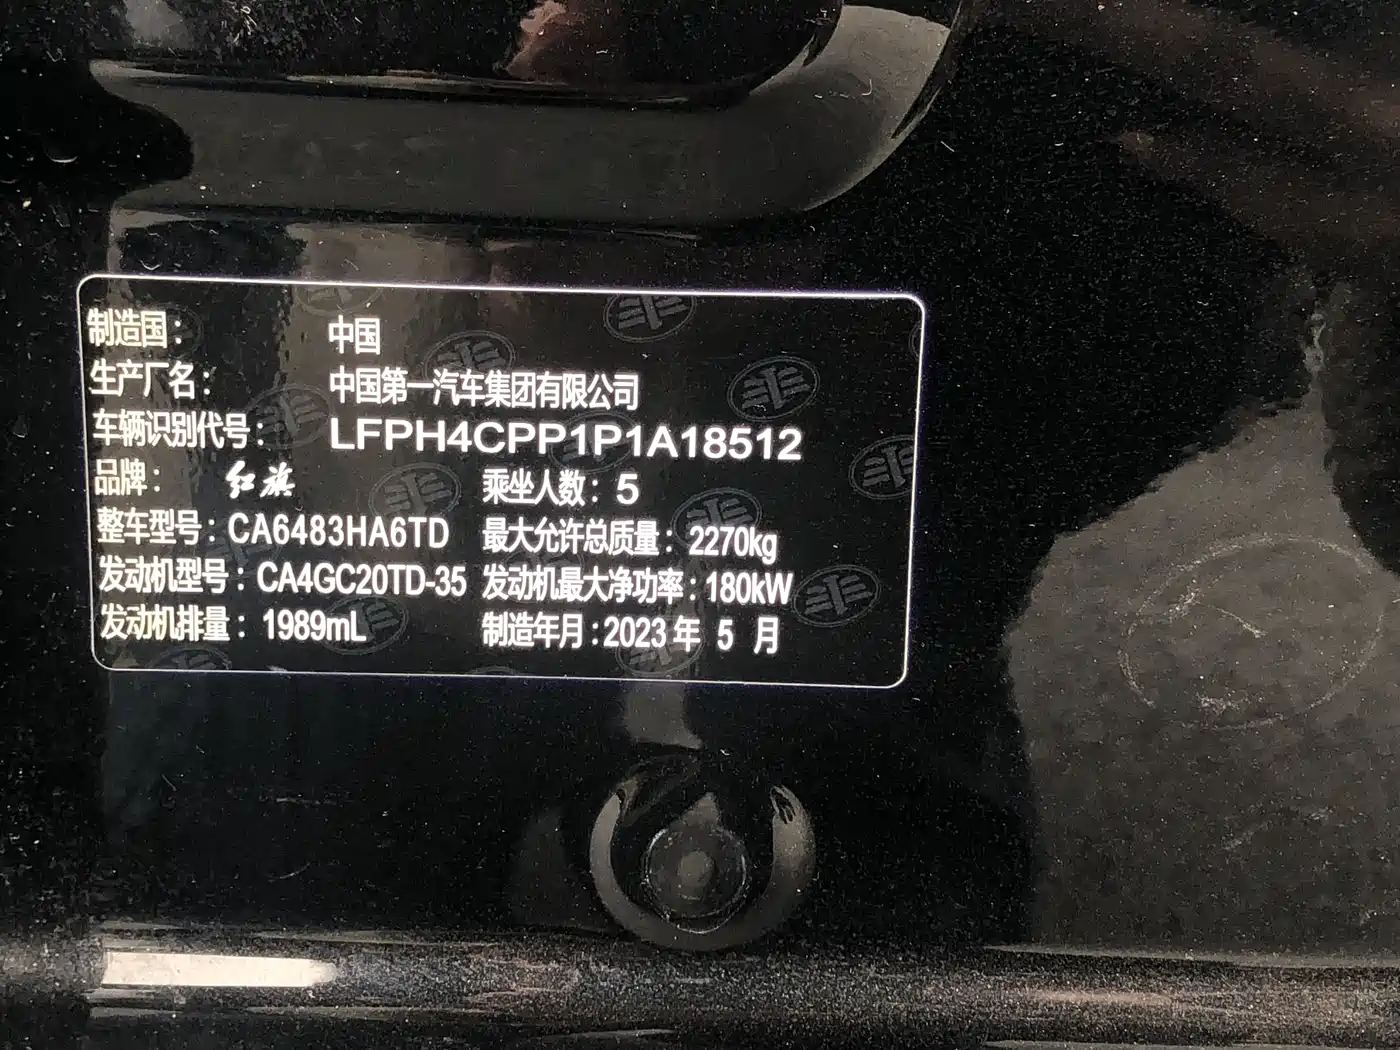 制造国： 中国
生产厂名： 中国第一汽车集团有限公司
车辆识别代号： LFPH4CPP1P1A18512
品牌： 红旗 乘坐人数：5
整车型号：CA6483HA6TD 最大允许总质量：2270kg
发动机型号：CA4GC20TD-35 发动机最大净功率：180kW
发动机排量： 1989mL 制造年月：2023 年 5 月